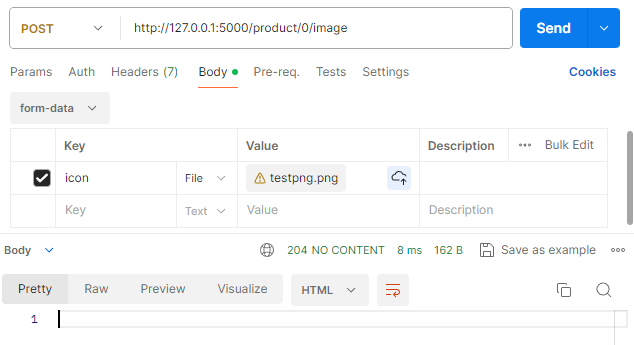 POST http://127.0.0.1:5000/product/0/image Send
Params Auth Headers (7) Body Pre-req. Tests Settings Cookies
form-data
Key Value Description Bulk Edit
icon File testpng.png
Key Text Value Description
Body 204 NO CONTENT 8 ms 162 B Save as example
Pretty Raw Preview Visualize HTML
1